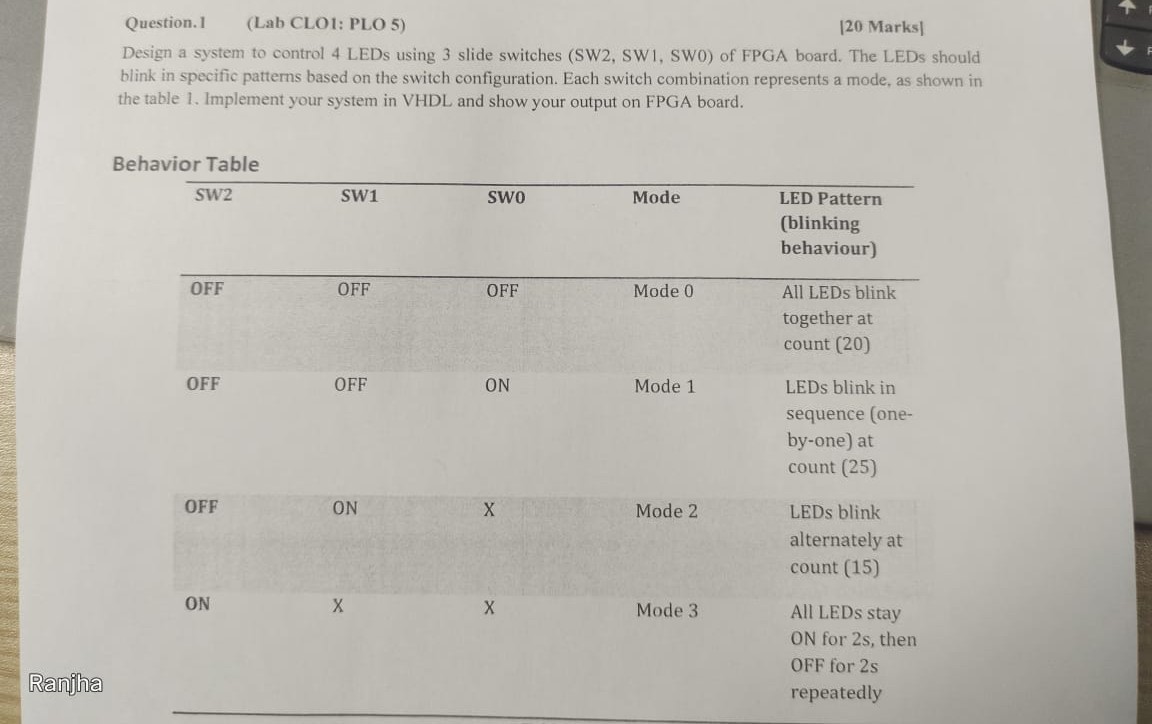 Question.1 (Lab CLO1: PLO 5) [20 Marks]
Design a system to control 4 LEDs using 3 slide switches (SW2, SW1, SW0) of FPGA board. The LEDs should
blink in specific patterns based on the switch configuration. Each switch combination represents a mode, as shown in
the table 1. Implement your system in VHDL and show your output on FPGA board.
Behavior Table
SW2 SW1 SW0 Mode LED Pattern
(blinking
behaviour)
OFF OFF OFF Mode 0 All LEDs blink
together at
count (20)
OFF OFF ON Mode 1 LEDs blink in
sequence (one-
by-one) at
count (25)
OFF ON X Mode 2 LEDs blink
alternately at
count (15)
ON X X Mode 3 All LEDs stay
ON for 2s, then
OFF for 2s
repeatedly
Ranjha